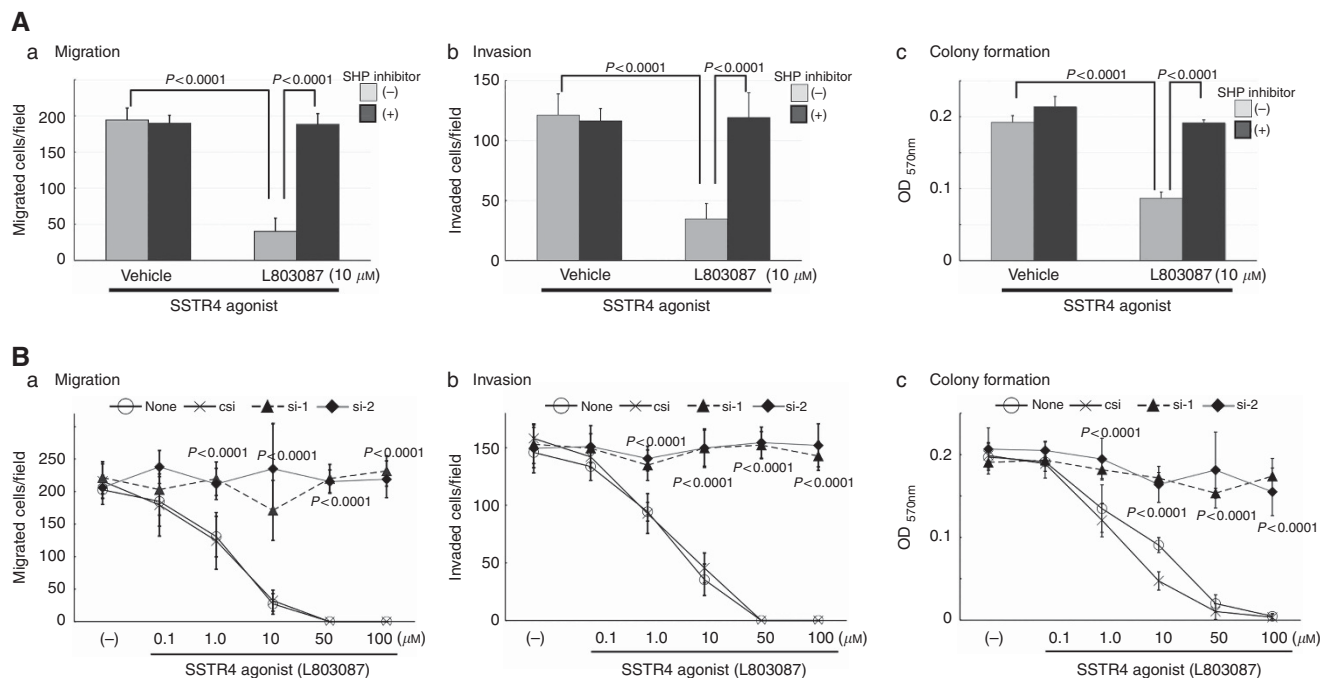 A
a Migration
P<0.0001 P<0.0001
SHP inhibitor
(–)
(+)
Migrated cells/field
200
150
100
50
0
Vehicle L803087 (10 μM)
SSTR4 agonist
b Invasion
P<0.0001 P<0.0001
SHP inhibitor
(–)
(+)
Invaded cells/field
150
100
50
0
Vehicle L803087 (10 μM)
SSTR4 agonist
c Colony formation
P<0.0001 P<0.0001
SHP inhibitor
(–)
(+)
OD 570nm
0.2
0.1
0
Vehicle L803087 (10 μM)
SSTR4 agonist
B
a Migration
None csi si-1 si-2
P<0.0001 P<0.0001 P<0.0001
P<0.0001
Migrated cells/field
250
200
150
100
50
0
(–) 0.1 1.0 10 50 100 (μM)
SSTR4 agonist (L803087)
b Invasion
None csi si-1 si-2
P<0.0001
P<0.0001
P<0.0001 P<0.0001
Invaded cells/field
150
100
50
0
(–) 0.1 1.0 10 50 100 (μM)
SSTR4 agonist (L803087)
c Colony formation
None csi si-1 si-2
P<0.0001
P<0.0001 P<0.0001
P<0.0001
OD 570nm
0.2
0.1
0
(–) 0.1 1.0 10 50 100 (μM)
SSTR4 agonist (L803087)